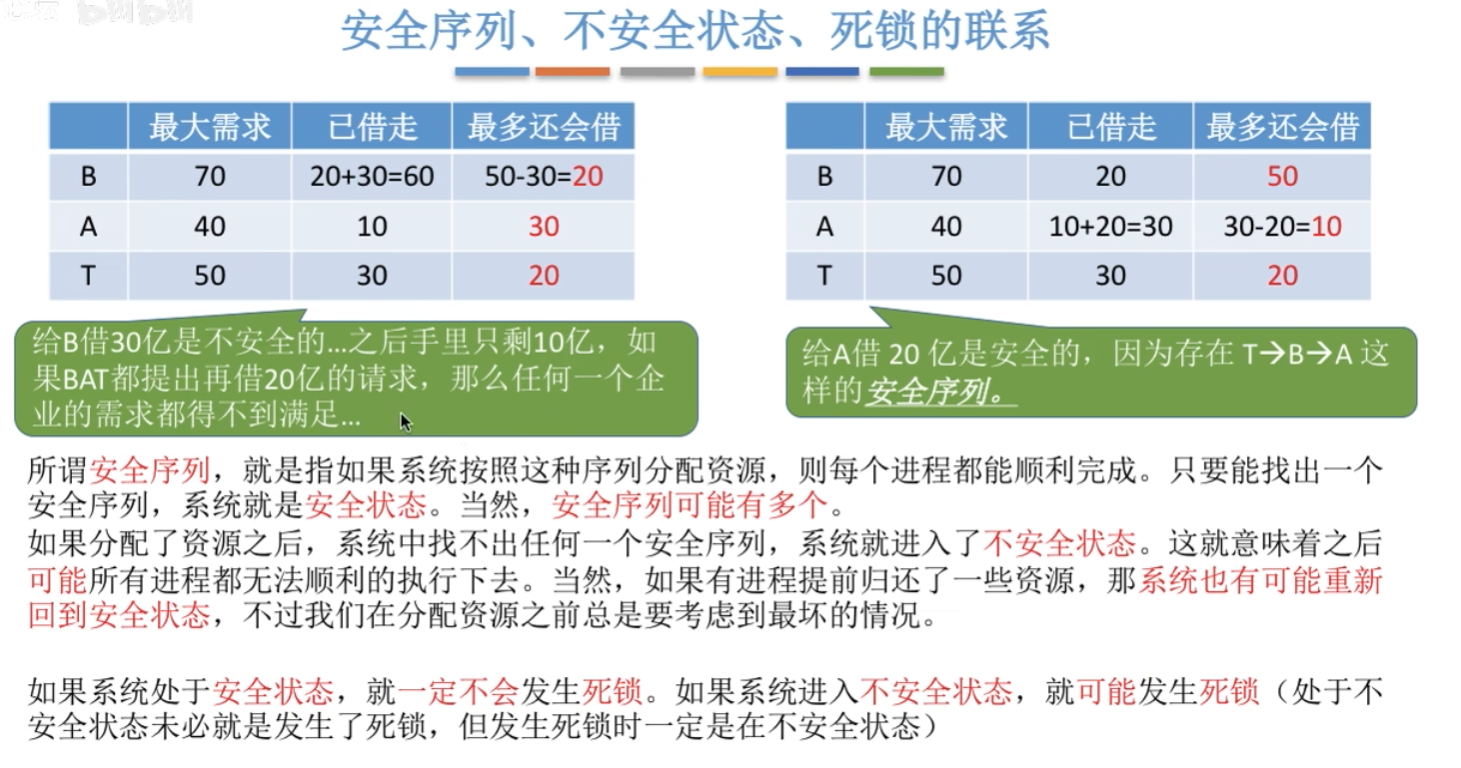 安全序列、不安全状态、死锁的联系
最大需求 已借走 最多还会借
B 70 20+30=60 50-30=20
A 40 10 30
T 50 30 20
最大需求 已借走 最多还会借
B 70 20 50
A 40 10+20=30 30-20=10
T 50 30 20
给B借30亿是不安全的...之后手里只剩10亿，如
果BAT都提出再借20亿的请求，那么任何一个企
业的需求都得不到满足...
给A借 20 亿是安全的，因为存在 T→B→A 这
样的安全序列。
所谓安全序列，就是指如果系统按照这种序列分配资源，则每个进程都能顺利完成。只要能找出一个
安全序列，系统就是安全状态。当然，安全序列可能有多个。
如果分配了资源之后，系统中找不出任何一个安全序列，系统就进入了不安全状态。这就意味着之后
可能所有进程都无法顺利的执行下去。当然，如果有进程提前归还了一些资源，那系统也有可能重新
回到安全状态，不过我们在分配资源之前总是要考虑到最坏的情况。
如果系统处于安全状态，就一定不会发生死锁。如果系统进入不安全状态，就可能发生死锁（处于不
安全状态未必就是发生了死锁，但发生死锁时一定是在不安全状态）